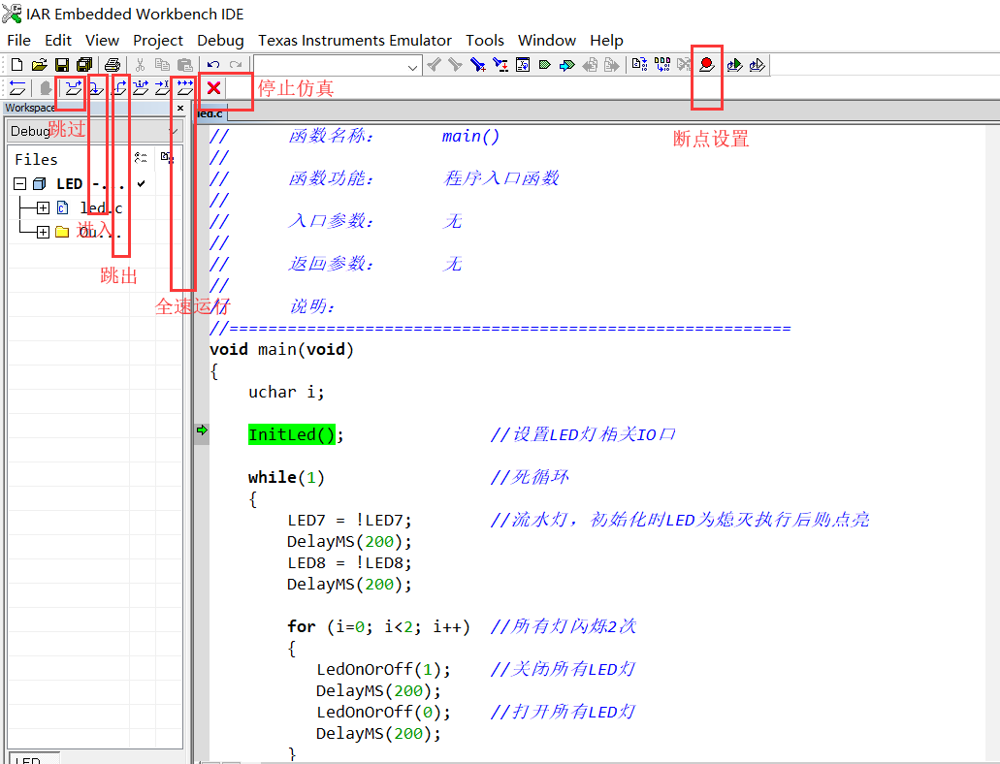 IAR Embedded Workbench IDE
File Edit View Project Debug Texas Instruments Emulator Tools Window Help
停止仿真
断点设置
Workspace
led.c
Debug
跳过
Files
LED -...
led.c
进入
Ou...
跳出
全速运行
// 函数名称： main()
//
// 函数功能： 程序入口函数
//
// 入口参数： 无
//
// 返回参数： 无
//
// 说明：
//==========================================================
void main(void)
{
uchar i;
InitLed(); //设置LED灯相关IO口
while(1) //死循环
{
LED7 = !LED7; //流水灯，初始化时LED为熄灭执行后则点亮
DelayMS(200);
LED8 = !LED8;
DelayMS(200);
for (i=0; i<2; i++) //所有灯闪烁2次
{
LedOnOrOff(1); //关闭所有LED灯
DelayMS(200);
LedOnOrOff(0); //打开所有LED灯
DelayMS(200);
}
LED